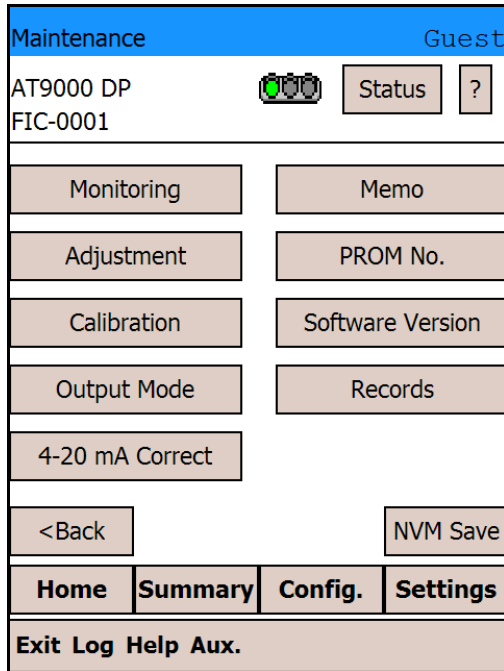 Maintenance Guest
AT9000 DP
Status ?
FIC-0001
Monitoring Memo
Adjustment PROM No.
Calibration Software Version
Output Mode Records
4-20 mA Correct
<Back NVM Save
Home Summary Config. Settings
Exit Log Help Aux.